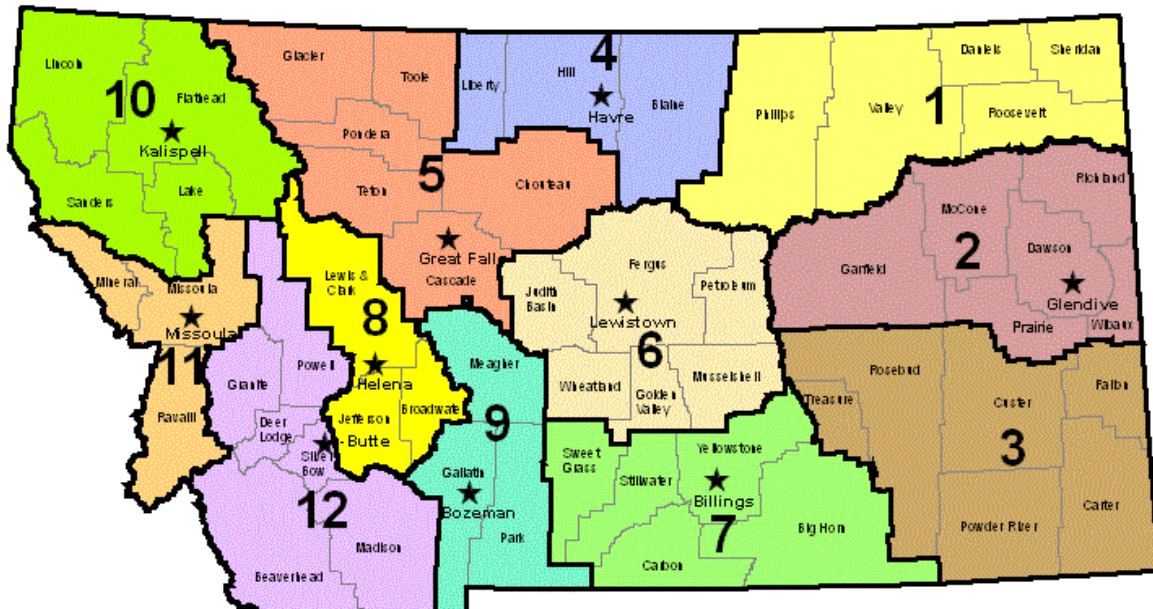 Lincoln
10
Flathead
Kalispell
Sanders
Lake
Glacier
Toole
Pondera
5
Teton
Chouteau
Great Fall
Cascade
4
Liberty
Hill
Havre
Blaine
Daniels
Sheridan
Phillips
Valley
1
Roosevelt
Richland
McCone
2
Dawson
Garfield
Glendive
Prairie
Wibaux
Mineral
Missoula
Missoula
11
Ravalli
Lewis &
Clark
8
Helena
Jefferson
Broadwate
Powell
Granite
Deer
Lodge
-Butte
Silver
Bow
12
Madison
Beaverhead
Meagher
9
Gallatin
Bozeman
Park
Fergus
Judith
Basin
Petroleum
Lewistown
6
Wheatland
Golden
Valley
Musselshell
Sweet
Grass
Stillwater
Yellowstone
Billings
7
Big Horn
Carbon
Rosebud
Treasure
Custer
Fallon
3
Powder River
Carter